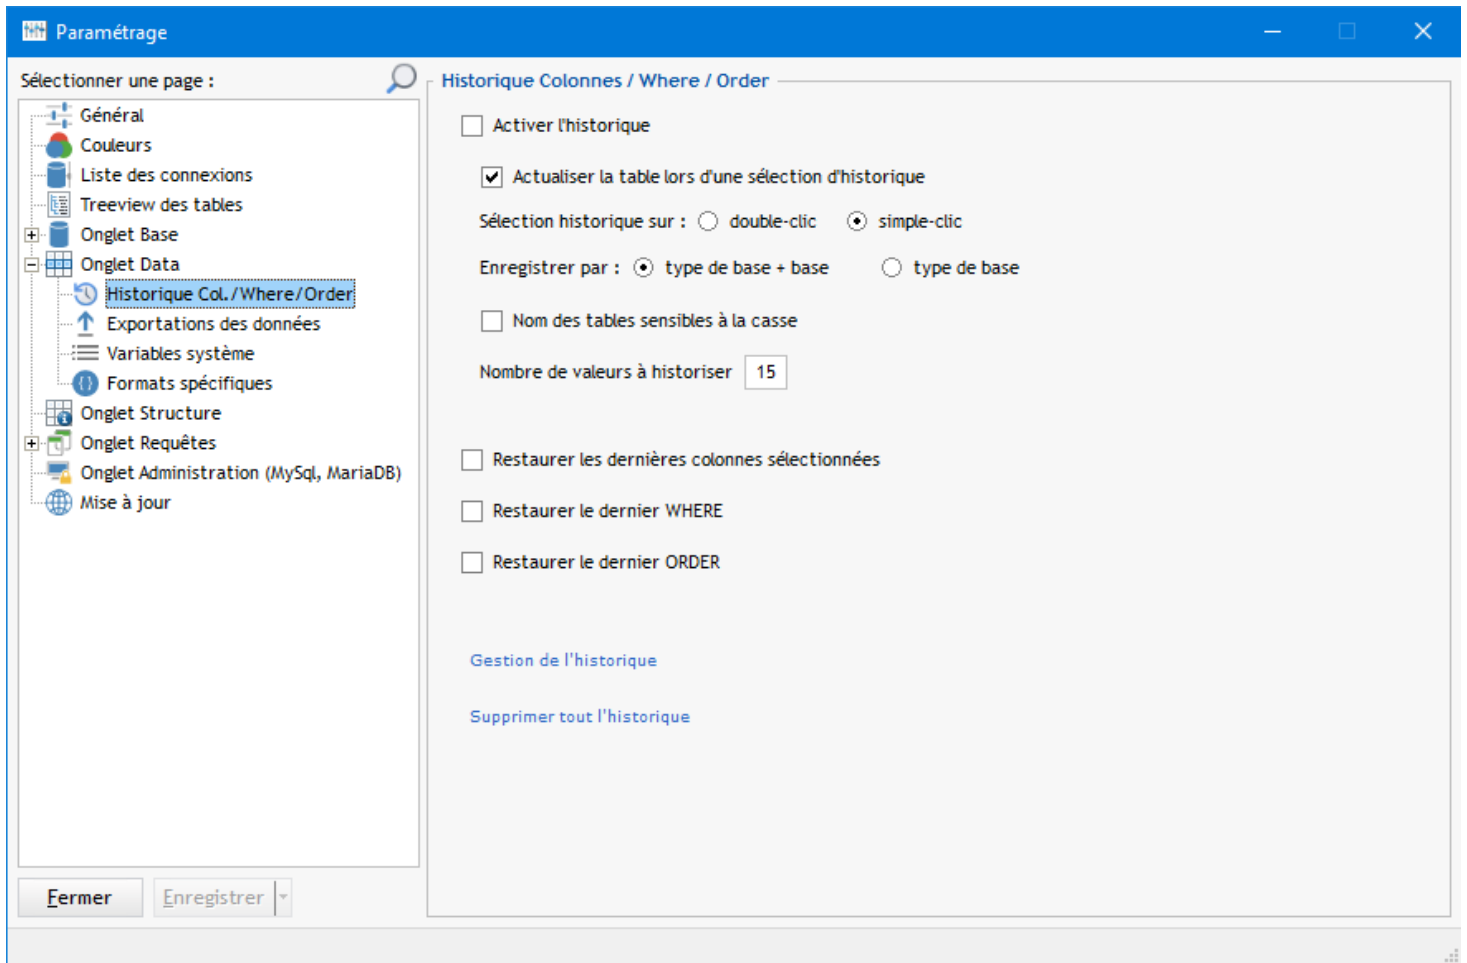 Paramétrage
Sélectionner une page :
Général
Couleurs
Liste des connexions
Treeview des tables
Onglet Base
Onglet Data
Historique Col./Where/Order
Exportations des données
Variables système
Formats spécifiques
Onglet Structure
Onglet Requêtes
Onglet Administration (MySql, MariaDB)
Mise à jour
Fermer
Enregistrer
Historique Colonnes / Where / Order
Activer l'historique
Actualiser la table lors d'une sélection d'historique
Sélection historique sur : double-clic simple-clic
Enregistrer par : type de base + base type de base
Nom des tables sensibles à la casse
Nombre de valeurs à historiser 15
Restaurer les dernières colonnes sélectionnées
Restaurer le dernier WHERE
Restaurer le dernier ORDER
Gestion de l'historique
Supprimer tout l'historique